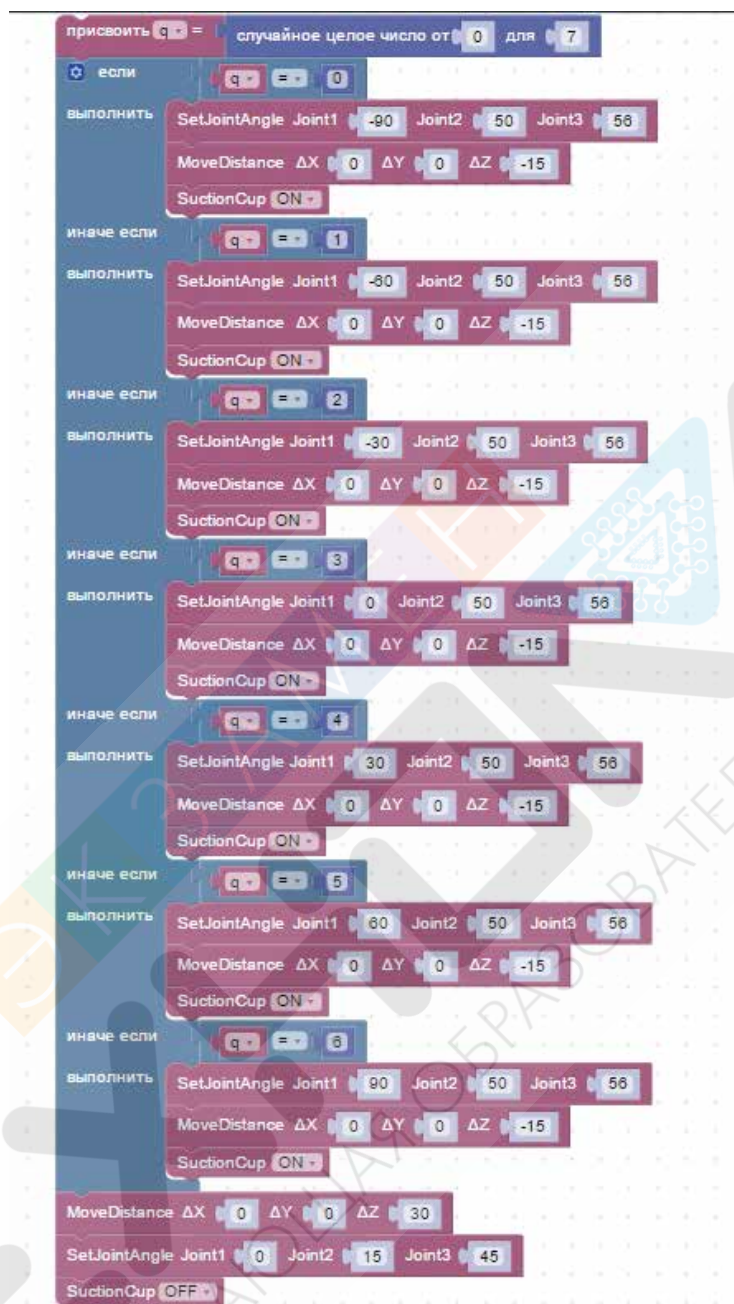 присвоить q = случайное целое число от 0 для 7
если q = 0
выполнить SetJointAngle Joint1 -90 Joint2 50 Joint3 56
MoveDistance ΔX 0 ΔY 0 ΔZ -15
SuctionCup ON
иначе если q = 1
выполнить SetJointAngle Joint1 -60 Joint2 50 Joint3 56
MoveDistance ΔX 0 ΔY 0 ΔZ -15
SuctionCup ON
иначе если q = 2
выполнить SetJointAngle Joint1 -30 Joint2 50 Joint3 56
MoveDistance ΔX 0 ΔY 0 ΔZ -15
SuctionCup ON
иначе если q = 3
выполнить SetJointAngle Joint1 0 Joint2 50 Joint3 56
MoveDistance ΔX 0 ΔY 0 ΔZ -15
SuctionCup ON
иначе если q = 4
выполнить SetJointAngle Joint1 30 Joint2 50 Joint3 56
MoveDistance ΔX 0 ΔY 0 ΔZ -15
SuctionCup ON
иначе если q = 5
выполнить SetJointAngle Joint1 60 Joint2 50 Joint3 56
MoveDistance ΔX 0 ΔY 0 ΔZ -15
SuctionCup ON
иначе если q = 6
выполнить SetJointAngle Joint1 90 Joint2 50 Joint3 56
MoveDistance ΔX 0 ΔY 0 ΔZ -15
SuctionCup ON
MoveDistance ΔX 0 ΔY 0 ΔZ 30
SetJointAngle Joint1 0 Joint2 15 Joint3 45
SuctionCup OFF
ЭКЗАМЕН